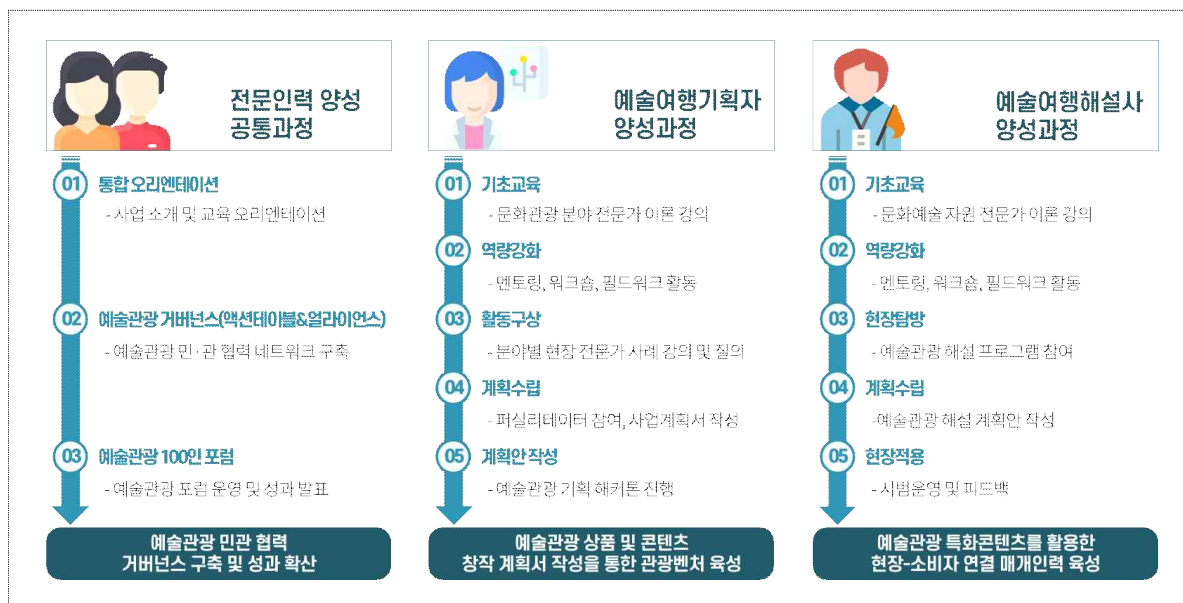 전문인력 양성
공통과정
01 통합 오리엔테이션
- 사업 소개 및 교육 오리엔테이션
02 예술관광 거버넌스(액션테이블&얼라이언스)
- 예술관광 민·관 협력 네트워크 구축
03 예술관광 100인 포럼
- 예술관광 포럼 운영 및 성과 발표
예술관광 민관 협력
거버넌스 구축 및 성과 확산
예술여행기획자
양성과정
01 기초교육
- 문화관광 분야 전문가 이론 강의
02 역량강화
- 멘토링, 워크숍, 필드워크 활동
03 활동구상
- 분야별 현장 전문가 사례 강의 및 질의
04 계획수립
- 퍼실리테이터 참여, 사업계획서 작성
05 계획안 작성
- 예술관광 기획 해커톤 진행
예술관광 상품 및 콘텐츠
창작 계획서 작성을 통한 관광벤처 육성
예술여행해설사
양성과정
01 기초교육
- 문화예술 자원 전문가 이론 강의
02 역량강화
- 멘토링, 워크숍, 필드워크 활동
03 현장탐방
- 예술관광 해설 프로그램 참여
04 계획수립
-예술관광 해설 계획안 작성
05 현장적용
- 시범운영 및 피드백
예술관광 특화콘텐츠를 활용한
현장-소비자 연결 매개인력 육성